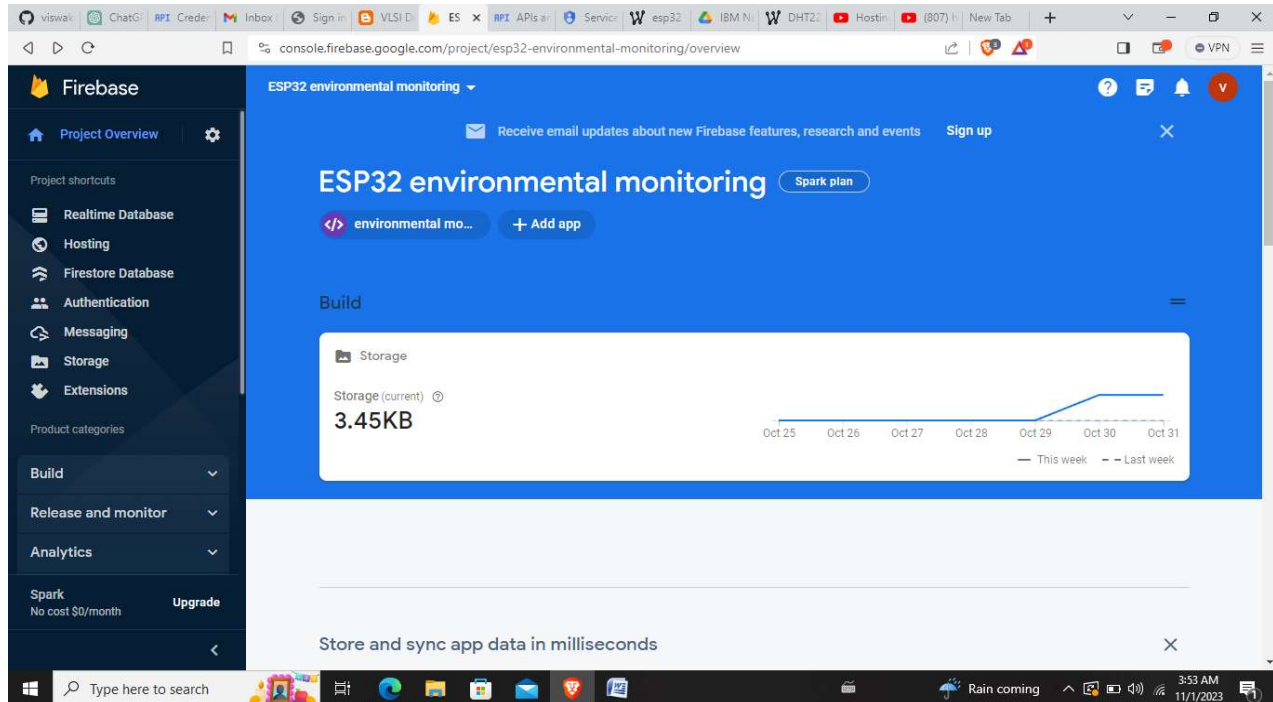 viswak ChatG RPI Creder Inbox Sign in VLSI D ES RPI APIs ar Service esp32 IBM N DHT22 Hostin (807) h New Tab
console.firebase.google.com/project/esp32-environmental-monitoring/overview VPN
Firebase
ESP32 environmental monitoring
V
Project Overview
Receive email updates about new Firebase features, research and events Sign up
Project shortcuts
ESP32 environmental monitoring Spark plan
Realtime Database
</> environmental mo... + Add app
Hosting
Firestore Database
Authentication
Build
Messaging
Storage
Storage
Extensions
Storage (current)
3.45KB
Oct 25 Oct 26 Oct 27 Oct 28 Oct 29 Oct 30 Oct 31
This week Last week
Product categories
Build
Release and monitor
Analytics
Spark
No cost $0/month
Upgrade
Store and sync app data in milliseconds
Type here to search
Rain coming
3:53 AM
11/1/2023